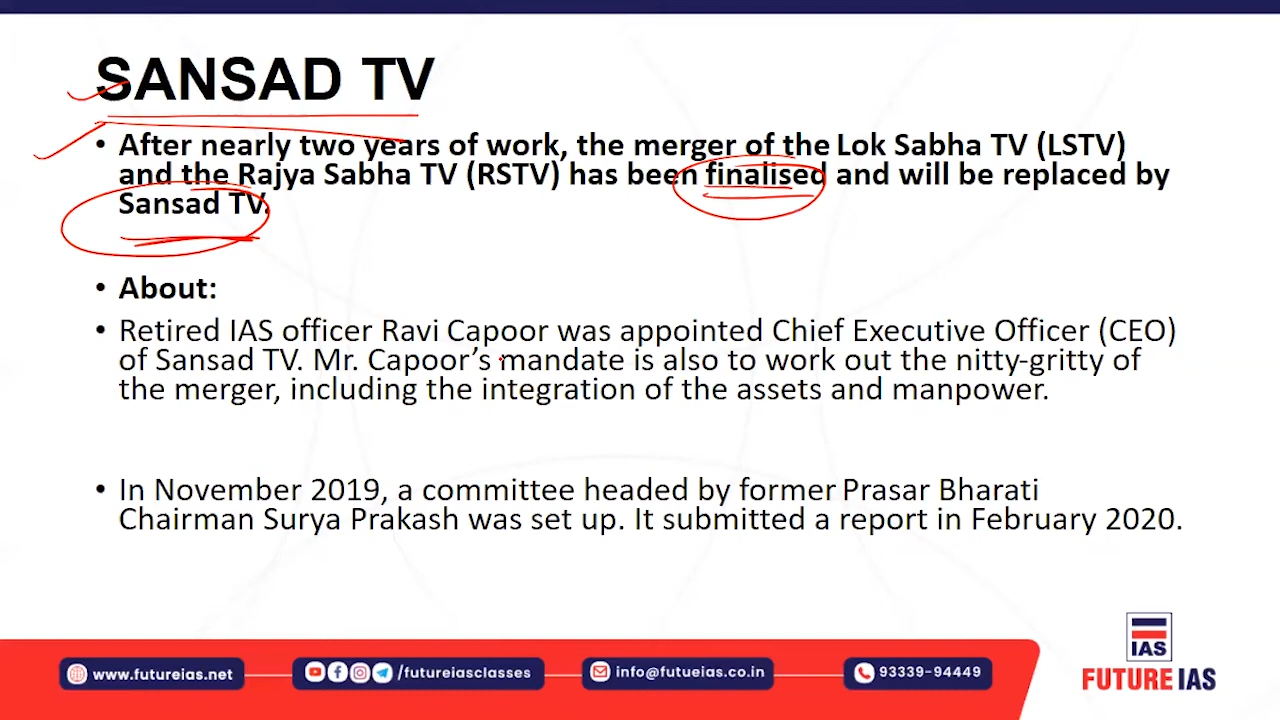 SANSAD TV
• After nearly two years of work, the merger of the Lok Sabha TV (LSTV)
and the Rajya Sabha TV (RSTV) has been finalised and will be replaced by
Sansad TV.
• About:
• Retired IAS officer Ravi Capoor was appointed Chief Executive Officer (CEO)
of Sansad TV. Mr. Capoor’s mandate is also to work out the nitty-gritty of
the merger, including the integration of the assets and manpower.
• In November 2019, a committee headed by former Prasar Bharati
Chairman Surya Prakash was set up. It submitted a report in February 2020.
IAS
FUTURE IAS
www.futureias.net
/futureiasclasses
info@futueias.co.in
93339-94449